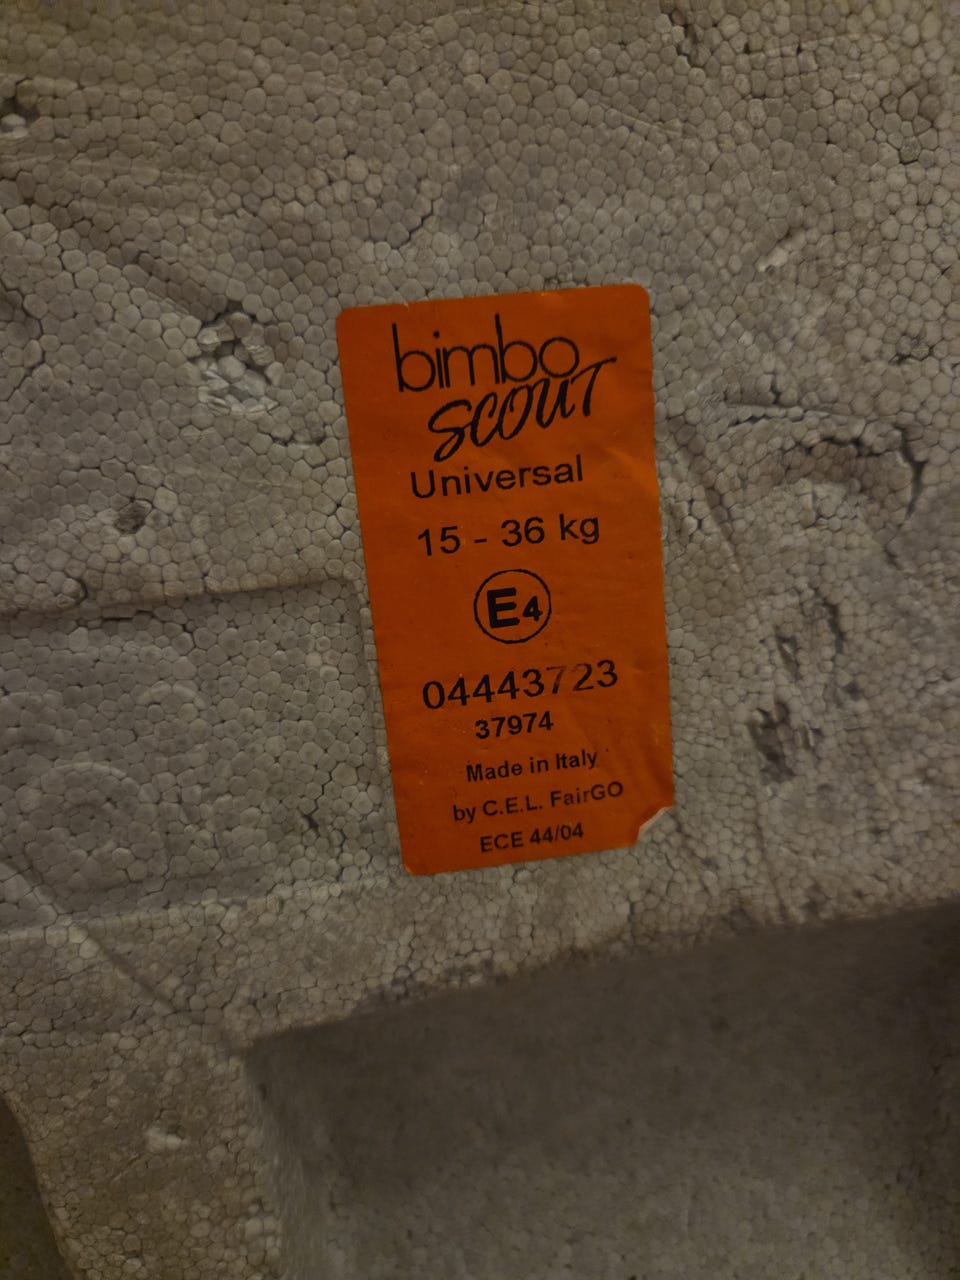 bimbo
SCOUT
Universal
15 - 36 kg
E4
04443723
37974
Made in Italy
by C.E.L. FairGO
ECE 44/04